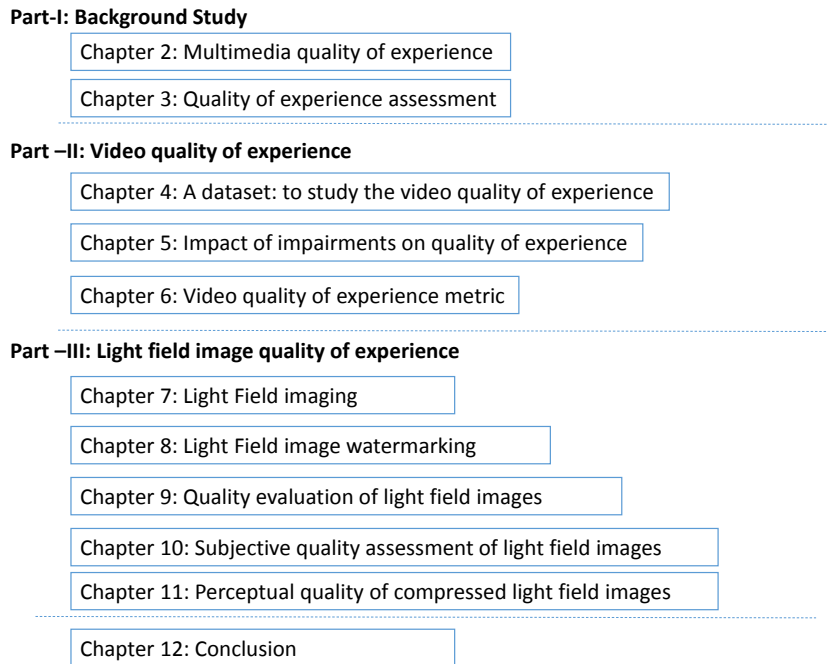 Part-I: Background Study
Chapter 2: Multimedia quality of experience
Chapter 3: Quality of experience assessment
Part –II: Video quality of experience
Chapter 4: A dataset: to study the video quality of experience
Chapter 5: Impact of impairments on quality of experience
Chapter 6: Video quality of experience metric
Part –III: Light field image quality of experience
Chapter 7: Light Field imaging
Chapter 8: Light Field image watermarking
Chapter 9: Quality evaluation of light field images
Chapter 10: Subjective quality assessment of light field images
Chapter 11: Perceptual quality of compressed light field images
Chapter 12: Conclusion